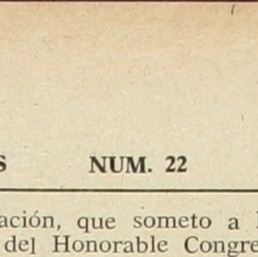 S NUM. 22
ación, que someto a
del Honorable Congre